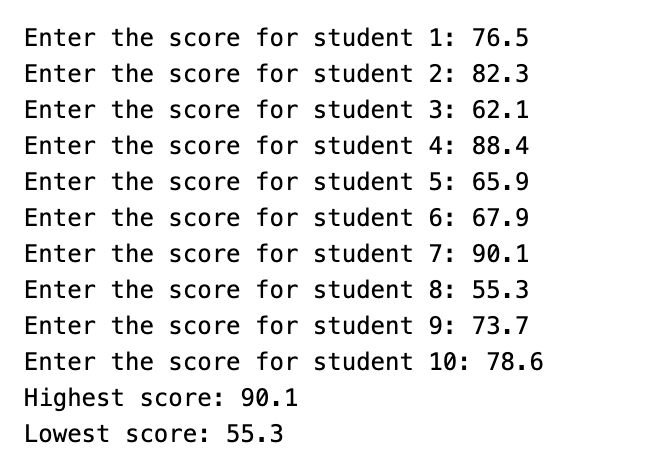 Enter the score for student 1: 76.5
Enter the score for student 2: 82.3
Enter the score for student 3: 62.1
Enter the score for student 4: 88.4
Enter the score for student 5: 65.9
Enter the score for student 6: 67.9
Enter the score for student 7: 90.1
Enter the score for student 8: 55.3
Enter the score for student 9: 73.7
Enter the score for student 10: 78.6
Highest score: 90.1
Lowest score: 55.3